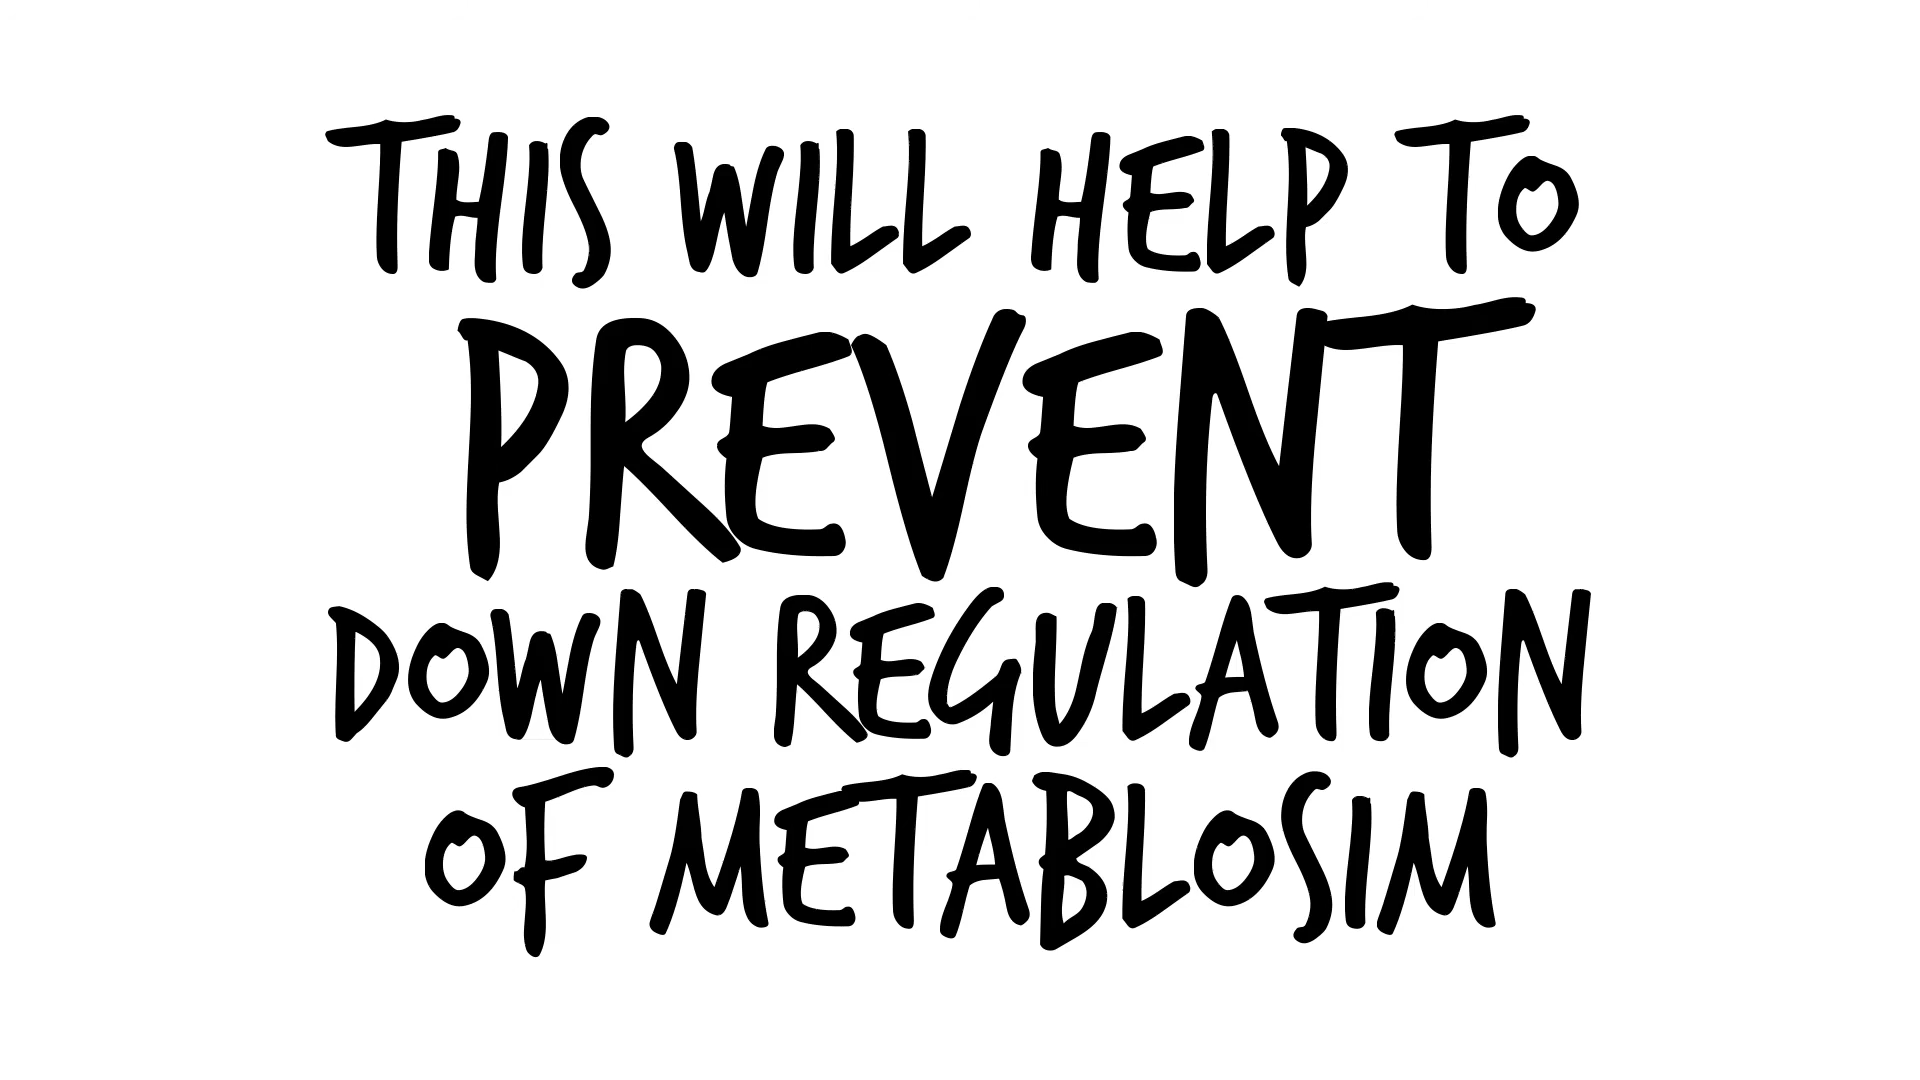 THIS WILL HELP TO
PREVENT
DOWN REGULATION
OF METABLOSIM